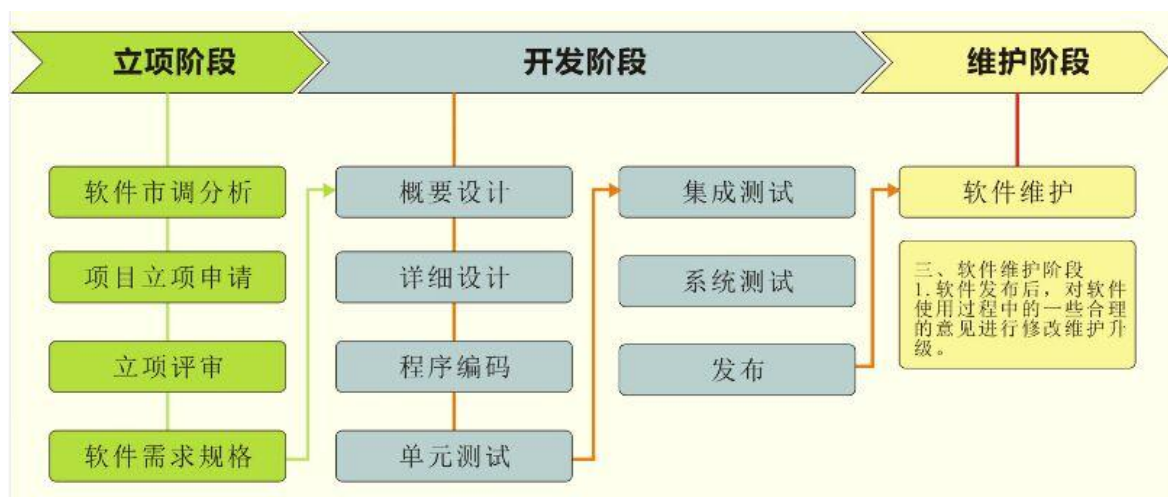 立项阶段
开发阶段
维护阶段
软件市调分析
项目立项申请
立项评审
软件需求规格
概要设计
详细设计
程序编码
单元测试
集成测试
系统测试
发布
软件维护
三、软件维护阶段
1.软件发布后，对软件
使用过程中的一些合理
的意见进行修改维护升
级。